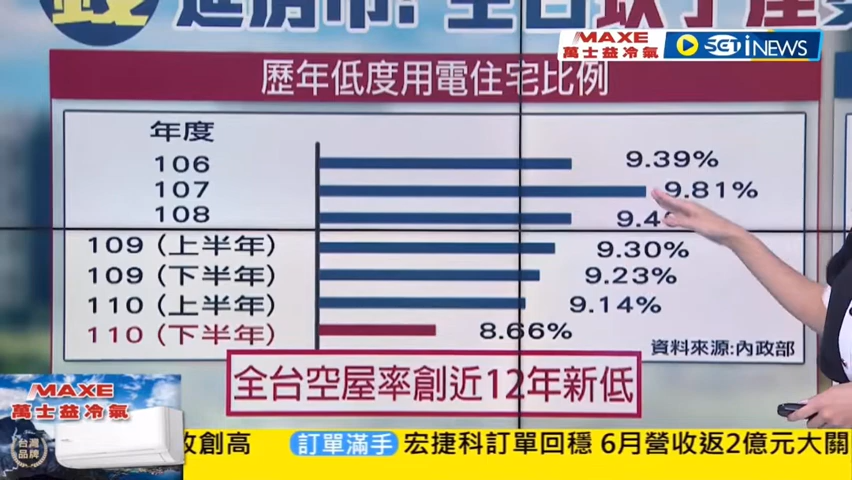 MAXE
萬士益冷氣
SETi NEWS
歷年低度用電住宅比例
年度
106 9.39%
107 9.81%
108
109 (上半年) 9.30%
109 (下半年) 9.23%
110 (上半年) 9.14%
110 (下半年) 8.66%
資料來源:內政部
全台空屋率創近12年新低
MAXE
萬士益冷氣
台灣
品牌
創高 訂單滿手 宏捷科訂單回穩 6月營收返2億元大關